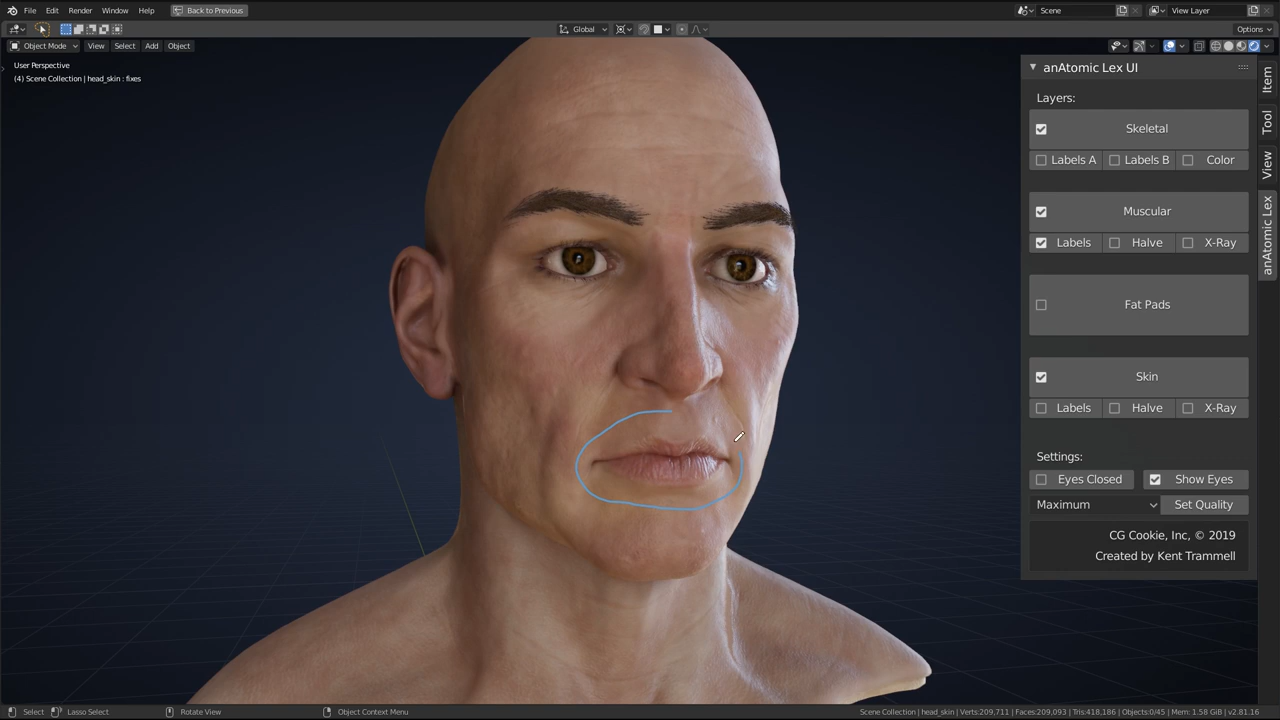 File Edit Render Window Help Back to Previous Scene View Layer
Global Options
Object Mode View Select Add Object
User Perspective
(4) Scene Collection | head_skin : fixes
anAtomic Lex UI
Layers:
Skeletal
Labels A Labels B Color
Muscular
Labels Halve X-Ray
Fat Pads
Skin
Labels Halve X-Ray
Settings:
Eyes Closed Show Eyes
Maximum Set Quality
CG Cookie, Inc, © 2019
Created by Kent Trammell
Item
Tool
View
anAtomic Lex
Select Lasso Select Rotate View Object Context Menu Scene Collection | head_skin | Verts:209,711 | Faces:209,093 | Tris:418,186 | Objects:0/45 | Mem: 1.58 GiB | v2.81.16